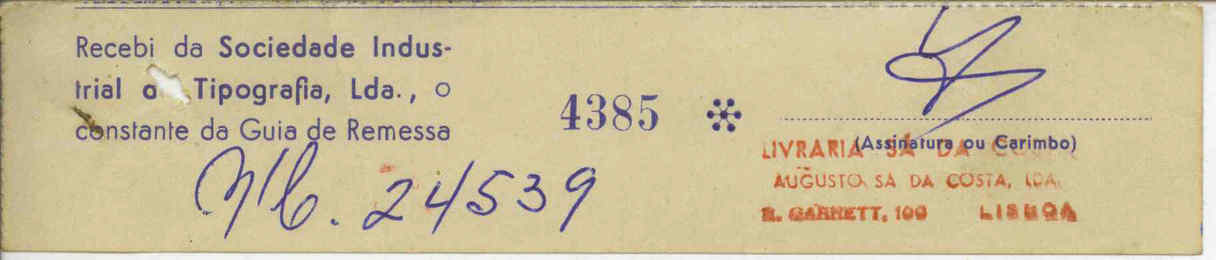 Recebi da Sociedade Indus-
trial Tipografia, Lda., o
constante da Guia de Remessa
4385
(Assinatura ou Carimbo)
24539
LIVRARIA SÁ DA
AUGUSTO SÁ DA COSTA, LDA.
R. GARRETT, 100 LISBOA